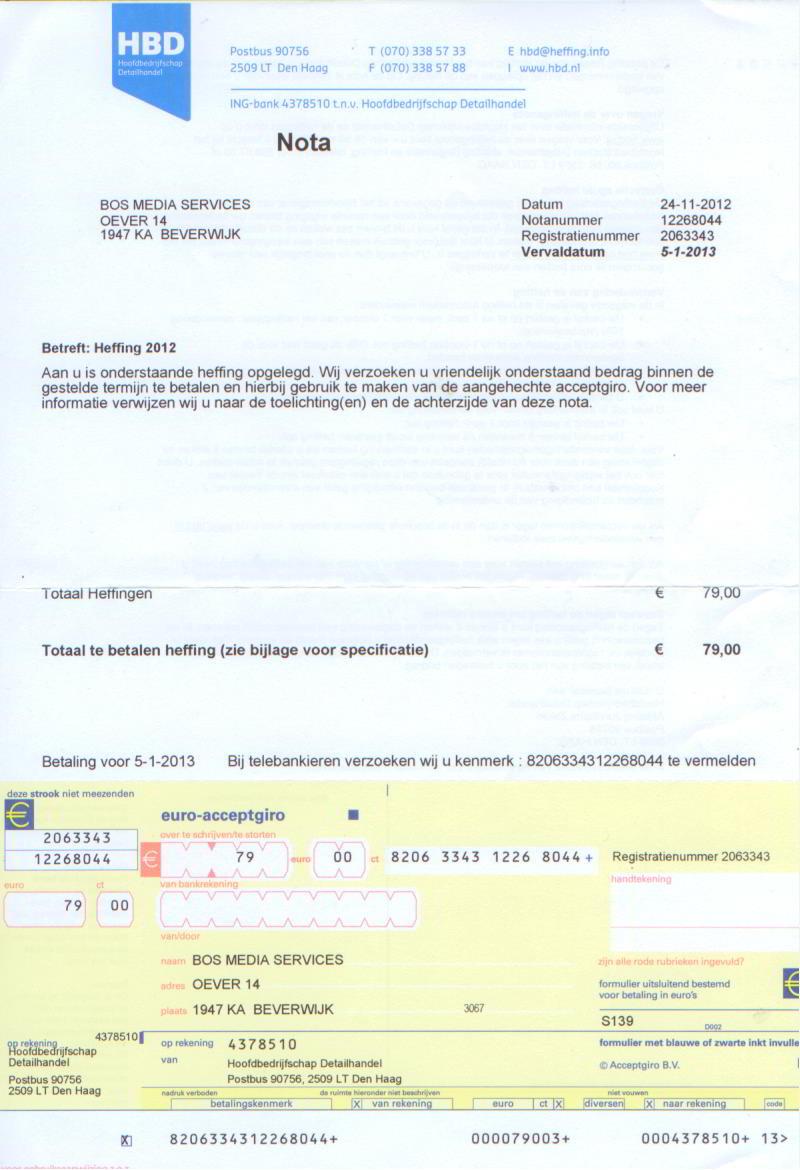 HBD
Hoofdbedrijfschap
Detailhandel
Postbus 90756 T (070) 338 57 33 E hbd@heffing.info
2509 LT Den Haag F (070) 338 57 88 I www.hbd.nl
ING-bank 4378510 t.n.v. Hoofdbedrijfschap Detailhandel
Nota
BOS MEDIA SERVICES
OEVER 14
1947 KA BEVERWIJK
Datum 24-11-2012
Notanummer 12268044
Registratienummer 2063343
Vervaldatum 5-1-2013
Betreft: Heffing 2012
Aan u is onderstaande heffing opgelegd. Wij verzoeken u vriendelijk onderstaand bedrag binnen de
gestelde termijn te betalen en hierbij gebruik te maken van de aangehechte acceptgiro. Voor meer
informatie verwijzen wij u naar de toelichting(en) en de achterzijde van deze nota.
Totaal Heffingen € 79,00
Totaal te betalen heffing (zie bijlage voor specificatie) € 79,00
Betaling voor 5-1-2013 Bij telebankieren verzoeken wij u kenmerk : 8206334312268044 te vermelden
deze strook niet meezenden
€
2063343
12268044
euro ct
79 00
euro-acceptgiro
over te schrijven/te storten
€ 79 euro 00 ct 8206 3343 1226 8044 + Registratienummer 2063343
van bankrekening
handtekening
van/door
naam BOS MEDIA SERVICES
adres OEVER 14
plaats 1947 KA BEVERWIJK 3067
zijn alle rode rubrieken ingevuld?
formulier uitsluitend bestemd
voor betaling in euro's
€
S139 D002
4378510
op rekening
Hoofdbedrijfschap
Detailhandel
Postbus 90756
2509 LT Den Haag
op rekening 4378510
van Hoofdbedrijfschap Detailhandel
Postbus 90756, 2509 LT Den Haag
formulier met blauwe of zwarte inkt invulle
© Acceptgiro B.V.
nadruk verboden de ruimte hieronder niet beschrijven niet vouwen
betalingskenmerk X van rekening euro ct X diversen X naar rekening code
X 8206334312268044+ 000079003+ 0004378510+ 13>